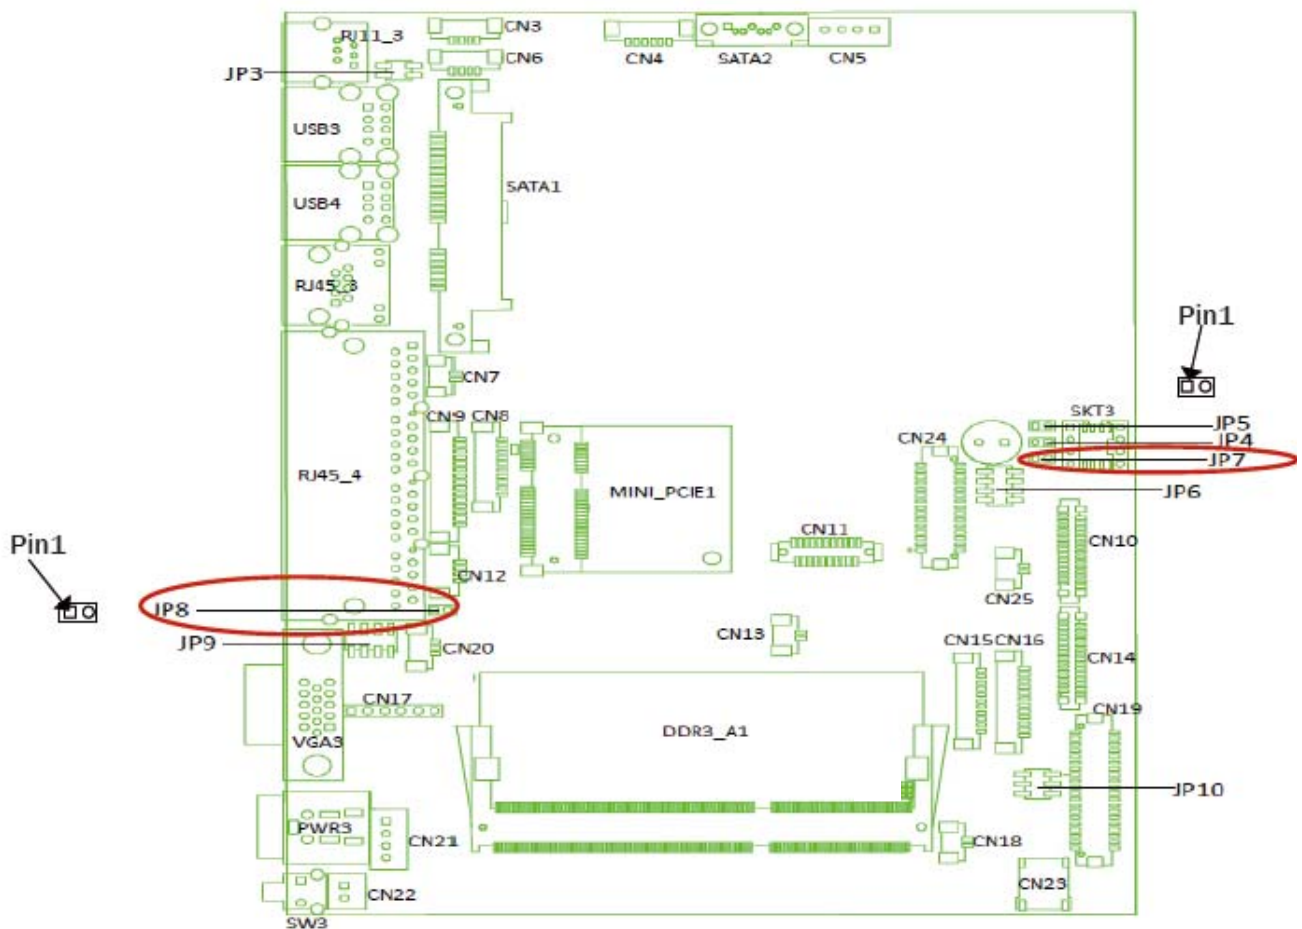 RJ11_3
CN3
CN6
CN4
SATA2
CN5
JP3
USB3
USB4
SATA1
RJ45_3
Pin1
CN7
CN9
CN8
SKT3
JP5
JP4
JP7
JP6
CN24
RJ45_4
MINI_PCIE1
CN11
CN10
Pin1
CN12
CN25
JP8
JP9
CN20
CN13
CN15
CN16
CN14
CN17
CN19
VGA3
DDR3_A1
JP10
PWR3
CN21
CN18
CN22
CN23
SW3